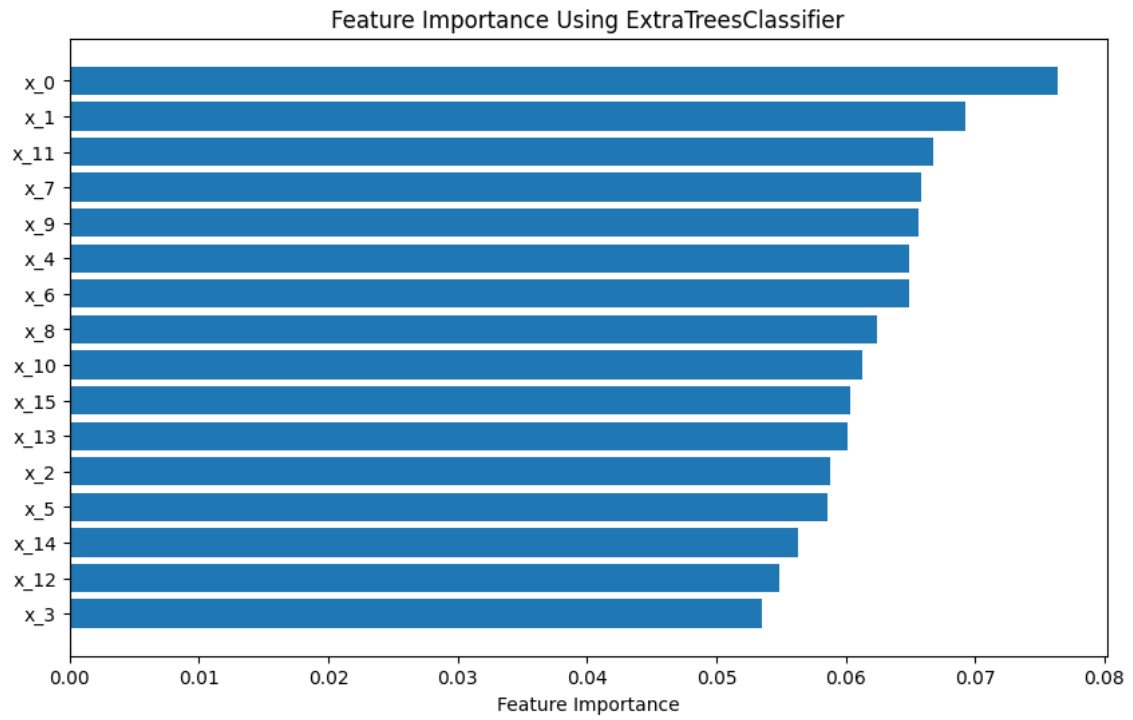 Feature Importance Using ExtraTreesClassifier
x_0
x_1
x_11
x_7
x_9
x_4
x_6
x_8
x_10
x_15
x_13
x_2
x_5
x_14
x_12
x_3
0.00 0.01 0.02 0.03 0.04 0.05 0.06 0.07 0.08
Feature Importance